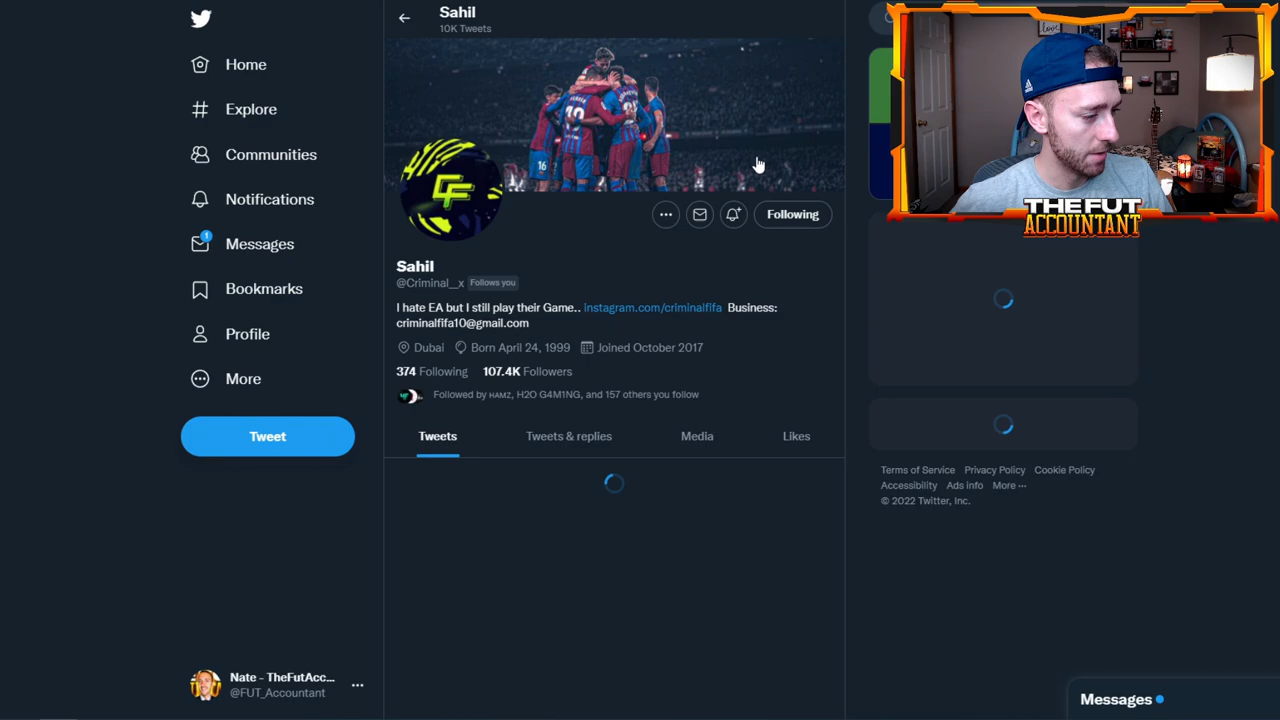 Home
Explore
Communities
Notifications
1
Messages
Bookmarks
Profile
More
Tweet
Nate - TheFutAcc...
@FUT_Accountant
Sahil
10K Tweets
Following
Sahil
@Criminal__x Follows you
I hate EA but I still play their Game.. instagram.com/criminalfifa Business:
criminalfifa10@gmail.com
Dubai Born April 24, 1999 Joined October 2017
374 Following 107.4K Followers
Followed by HAMZ, H2O G4M1NG, and 157 others you follow
Tweets Tweets & replies Media Likes
THE FUT
ACCOUNTANT
Terms of Service Privacy Policy Cookie Policy
Accessibility Ads info More
© 2022 Twitter, Inc.
Messages